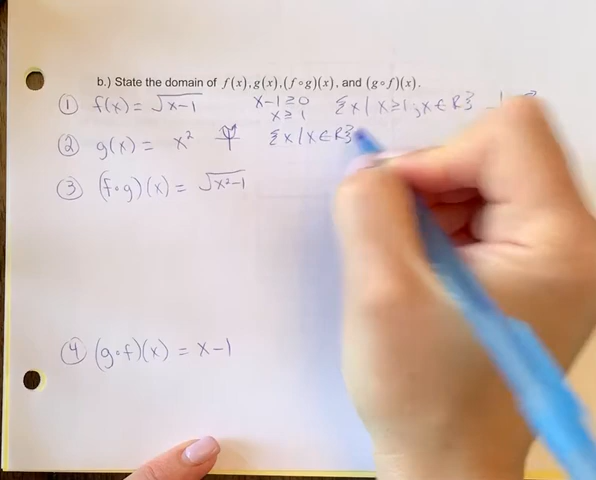 b.) State the domain of f(x), g(x), (f∘g)(x), and (g∘f)(x).
① f(x) = √x-1 x-1≥0 {x | x≥1, x∈R}
x≥1
② g(x) = x² {x | x∈R}
③ (f∘g)(x) = √x²-1
④ (g∘f)(x) = x-1